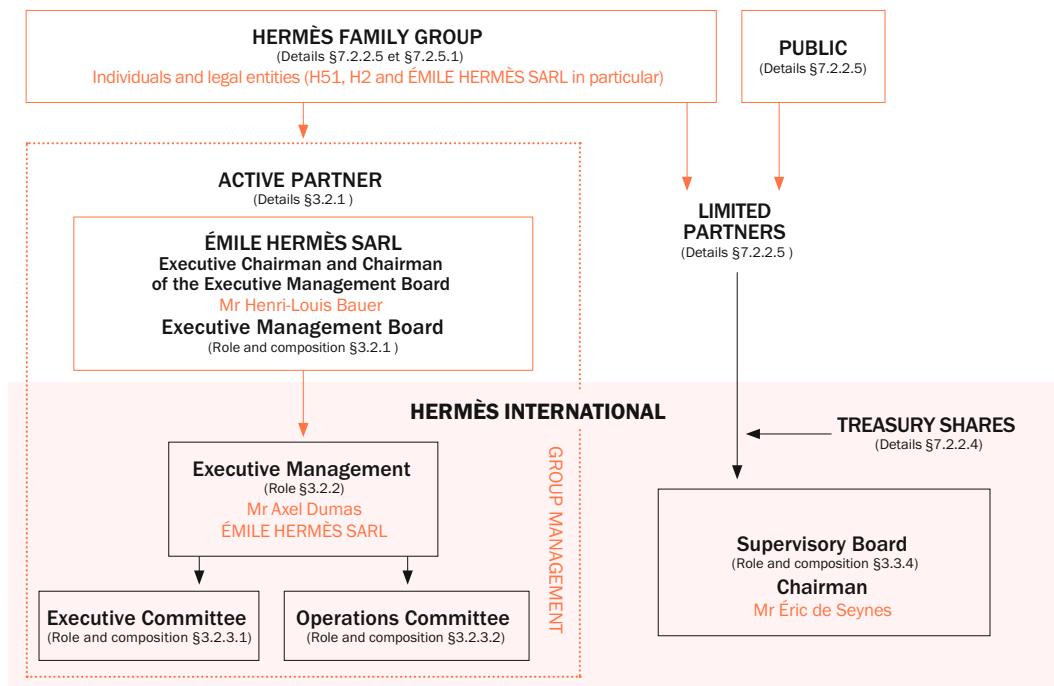 HERMÈS FAMILY GROUP
(Details §7.2.2.5 et §7.2.5.1)
Individuals and legal entities (H51, H2 and ÉMILE HERMÈS SARL in particular)
PUBLIC
(Details §7.2.2.5)
ACTIVE PARTNER
(Details §3.2.1 )
ÉMILE HERMÈS SARL
Executive Chairman and Chairman
of the Executive Management Board
Mr Henri-Louis Bauer
Executive Management Board
(Role and composition §3.2.1 )
LIMITED
PARTNERS
(Details §7.2.2.5 )
HERMÈS INTERNATIONAL
TREASURY SHARES
(Details §7.2.2.4)
Executive Management
(Role §3.2.2)
Mr Axel Dumas
ÉMILE HERMÈS SARL
GROUP MANAGEMENT
Executive Committee
(Role and composition §3.2.3.1)
Operations Committee
(Role and composition §3.2.3.2)
Supervisory Board
(Role and composition §3.3.4)
Chairman
Mr Éric de Seynes